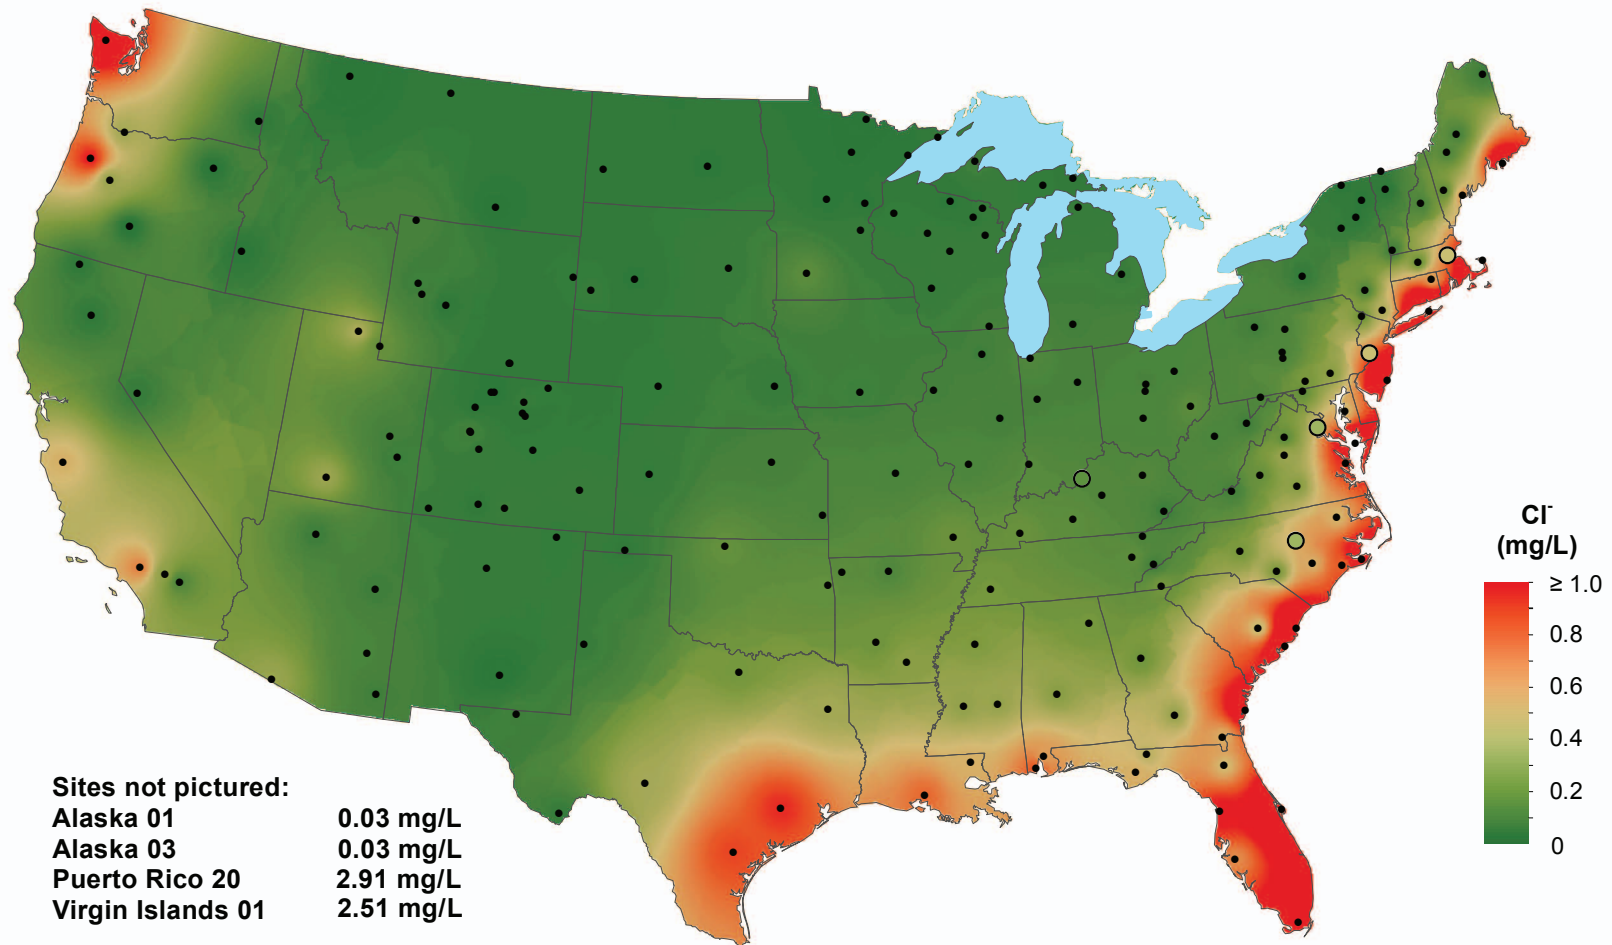 Cl-
(mg/L)
≥ 1.0
0.8
0.6
0.4
0.2
0
Sites not pictured:
Alaska 01 0.03 mg/L
Alaska 03 0.03 mg/L
Puerto Rico 20 2.91 mg/L
Virgin Islands 01 2.51 mg/L